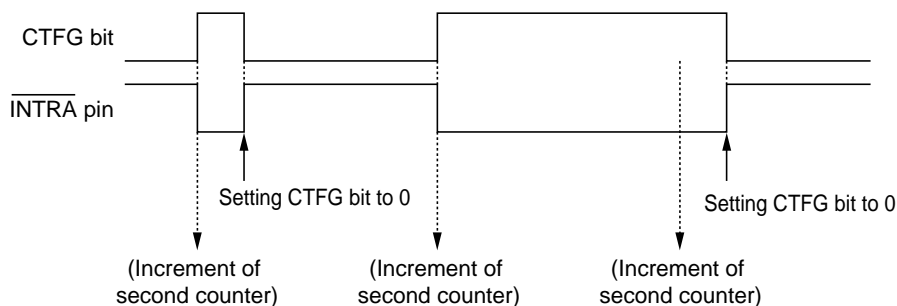 CTFG bit
INTRA pin
Setting CTFG bit to 0
Setting CTFG bit to 0
(Increment of
second counter)
(Increment of
second counter)
(Increment of
second counter)